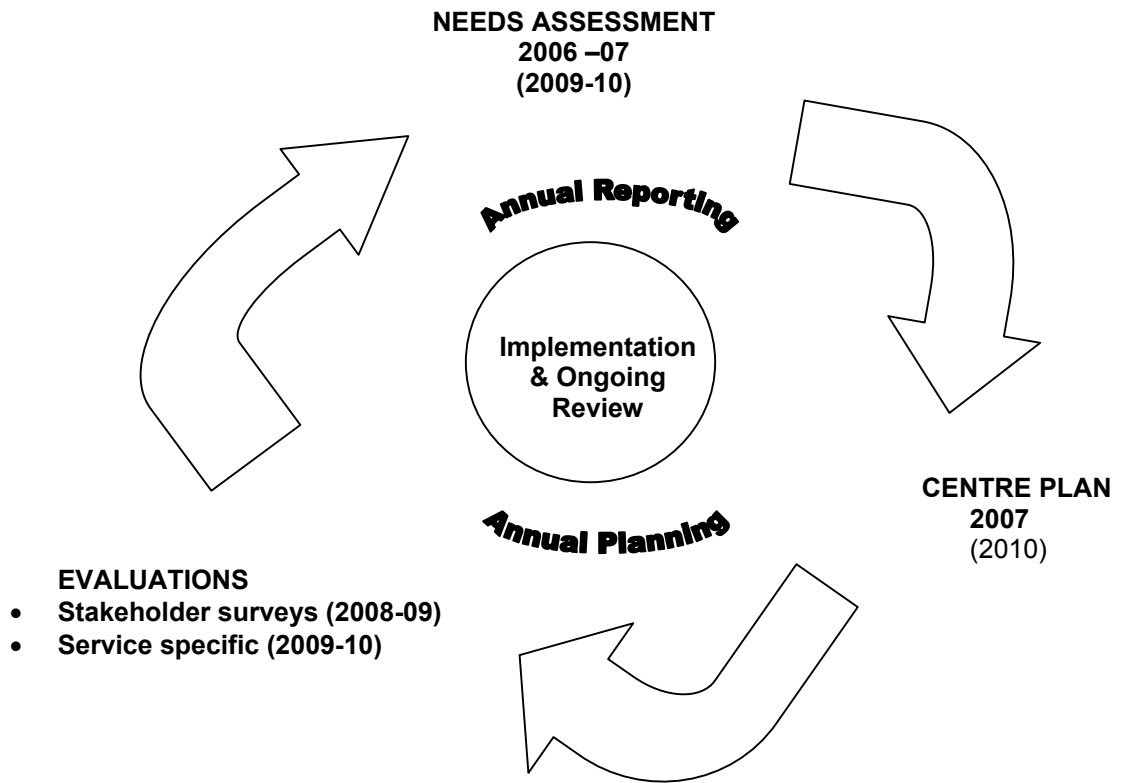 NEEDS ASSESSMENT
2006 –07
(2009-10)
Annual Reporting
Implementation
& Ongoing
Review
Annual Planning
CENTRE PLAN
2007
(2010)
EVALUATIONS
• Stakeholder surveys (2008-09)
• Service specific (2009-10)